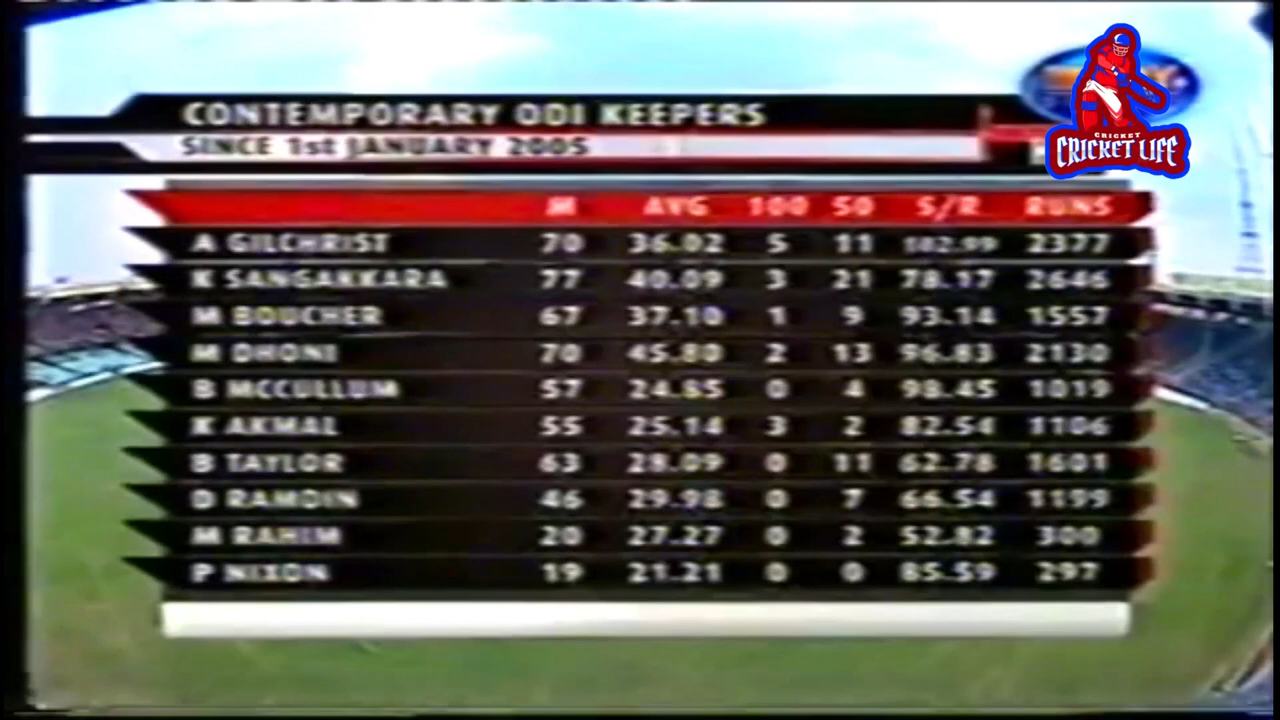 CONTEMPORARY ODI KEEPERS
SINCE 1st JANUARY 2005
CRICKET
CRICKET LIFE
M AVG 100 50 S/R RUNS
A GILCHRIST 70 36.02 5 11 102.99 2377
K SANGAKKARA 77 40.09 3 21 78.17 2646
M BOUCHER 67 37.10 1 9 93.14 1557
M DHONI 70 45.80 2 13 96.83 2130
B MCCULLUM 57 24.85 0 4 98.45 1019
K AKMAL 55 25.14 3 2 82.54 1106
B TAYLOR 63 28.09 0 11 62.78 1601
D RAMDIN 46 29.98 0 7 66.54 1199
M RAHIM 20 27.27 0 2 52.82 300
P NIXON 19 21.21 0 0 85.59 297